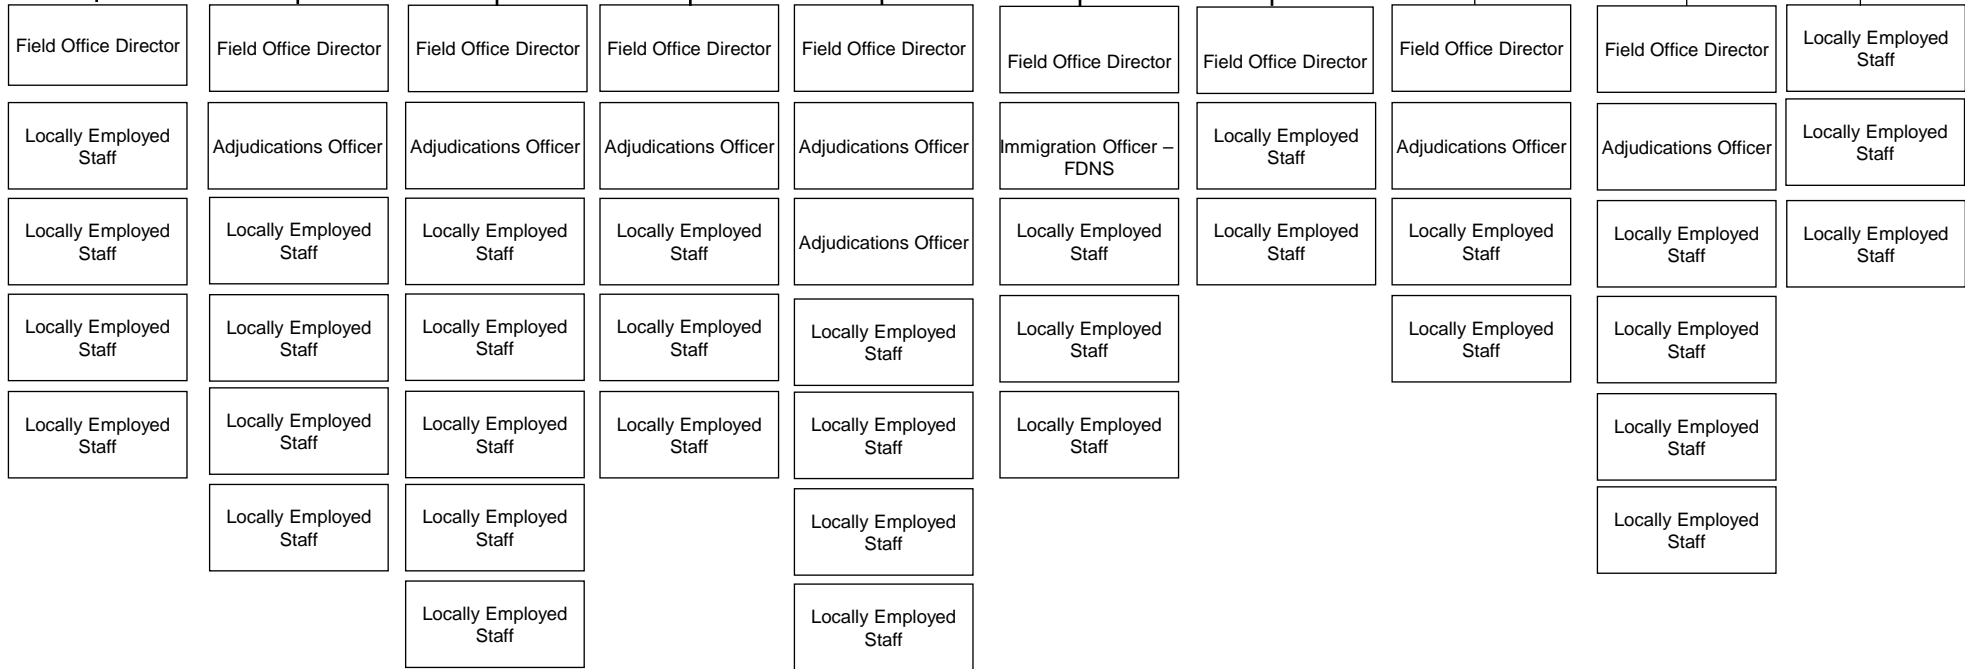 Field Office Director
Locally Employed
Staff
Locally Employed
Staff
Locally Employed
Staff
Locally Employed
Staff
Field Office Director
Adjudications Officer
Locally Employed
Staff
Locally Employed
Staff
Locally Employed
Staff
Locally Employed
Staff
Field Office Director
Adjudications Officer
Locally Employed
Staff
Locally Employed
Staff
Locally Employed
Staff
Locally Employed
Staff
Locally Employed
Staff
Field Office Director
Adjudications Officer
Locally Employed
Staff
Locally Employed
Staff
Locally Employed
Staff
Field Office Director
Adjudications Officer
Adjudications Officer
Locally Employed
Staff
Locally Employed
Staff
Locally Employed
Staff
Locally Employed
Staff
Field Office Director
Immigration Officer –
FDNS
Locally Employed
Staff
Locally Employed
Staff
Locally Employed
Staff
Field Office Director
Locally Employed
Staff
Locally Employed
Staff
Field Office Director
Adjudications Officer
Locally Employed
Staff
Locally Employed
Staff
Field Office Director
Adjudications Officer
Locally Employed
Staff
Locally Employed
Staff
Locally Employed
Staff
Locally Employed
Staff
Locally Employed
Staff
Locally Employed
Staff
Locally Employed
Staff